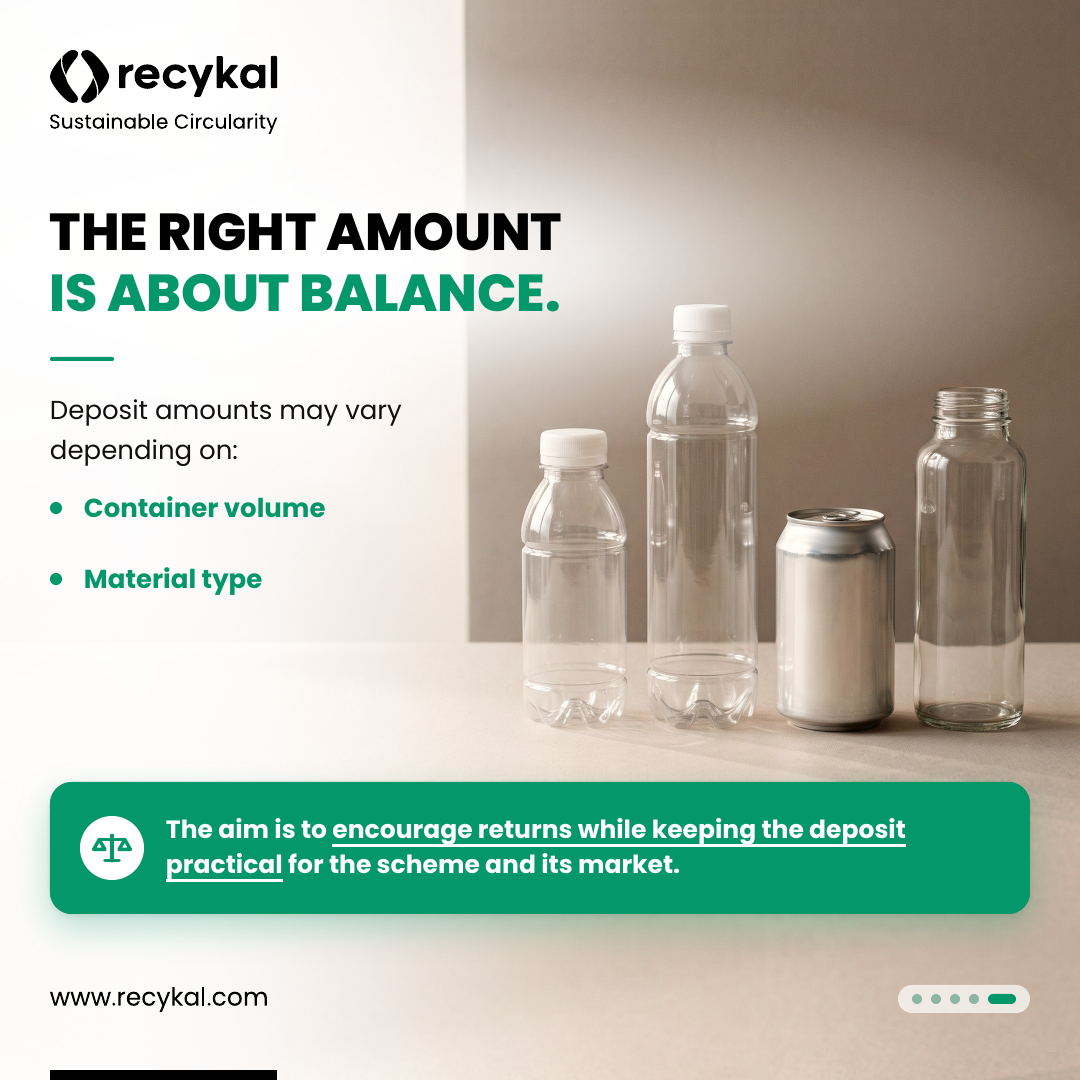 recykal
Sustainable Circularity
THE RIGHT AMOUNT
IS ABOUT BALANCE.
Deposit amounts may vary
depending on:
• Container volume
• Material type
The aim is to encourage returns while keeping the deposit
practical for the scheme and its market.
www.recykal.com